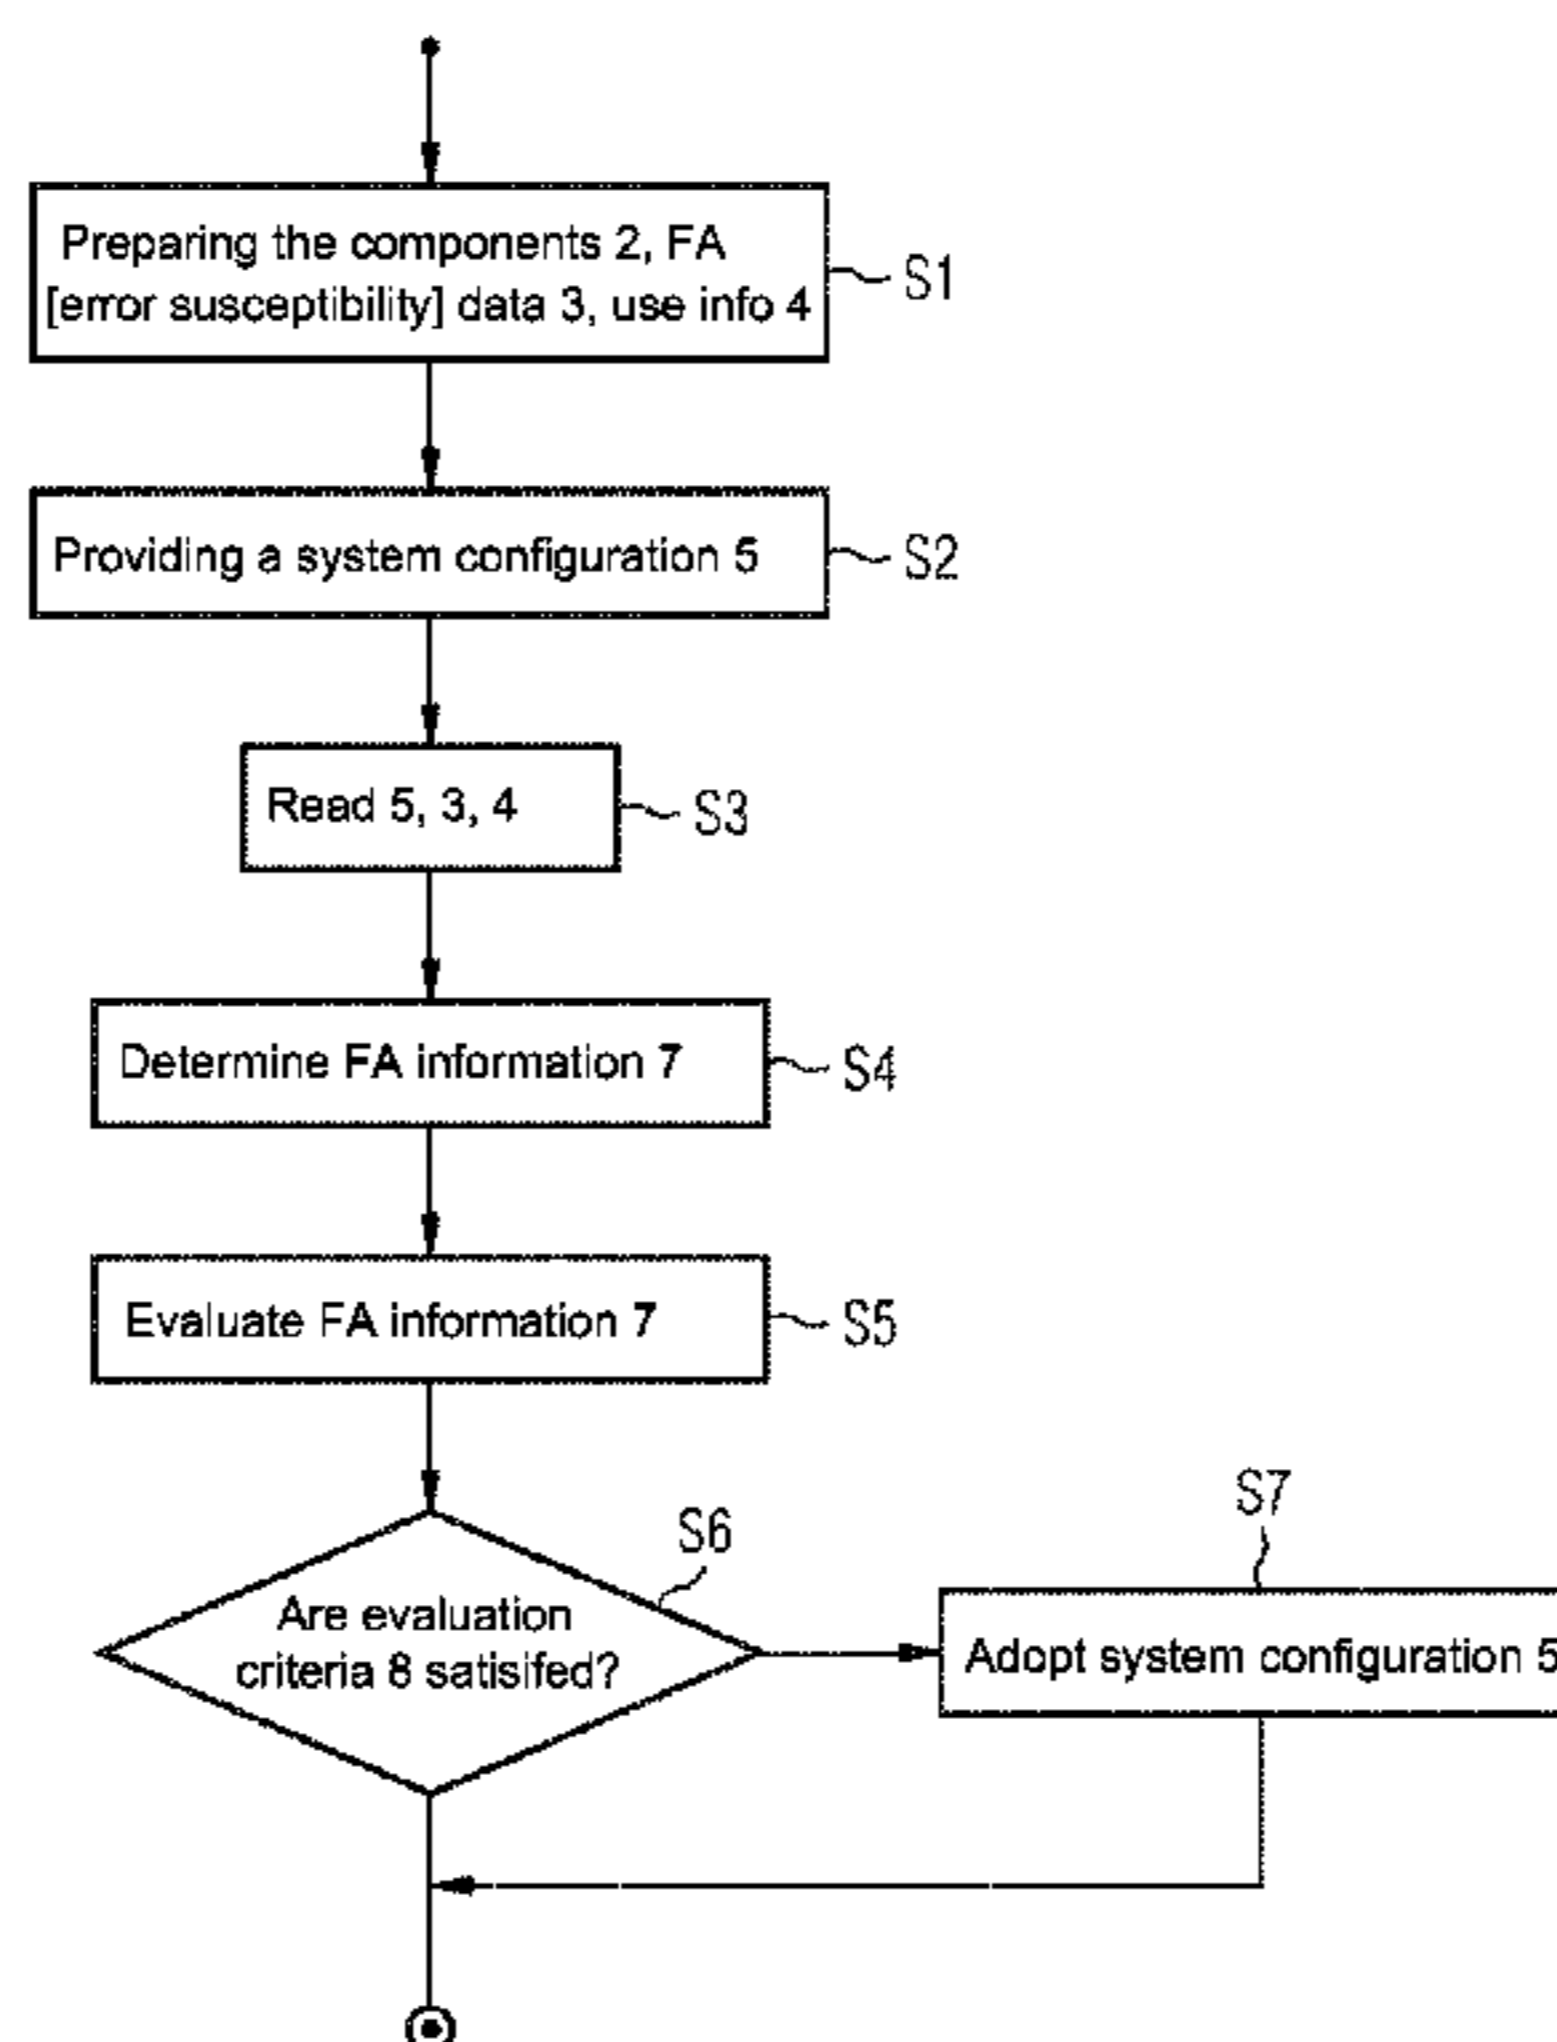 Preparing the components 2, FA
[error susceptibility] data 3, use info 4
S1
Providing a system configuration 5
S2
Read 5, 3, 4
S3
Determine FA information 7
S4
Evaluate FA information 7
S5
S6
Are evaluation
criteria 8 satisifed?
S7
Adopt system configuration 5